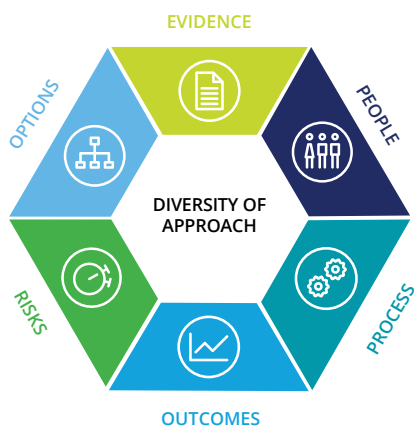 EVIDENCE
PEOPLE
PROCESS
OUTCOMES
RISKS
OPTIONS
DIVERSITY OF
APPROACH